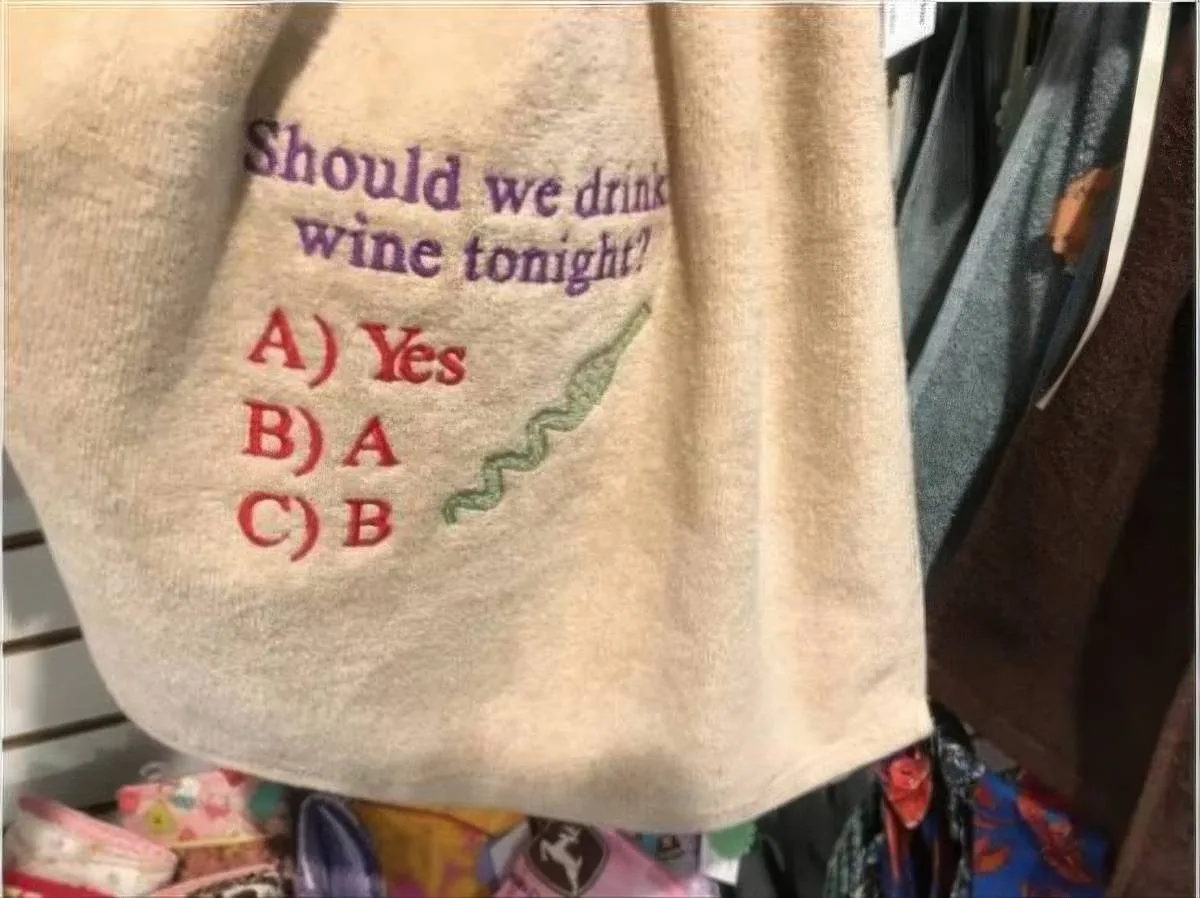 Should we drink
wine tonight?
A) Yes
B) A
C) B